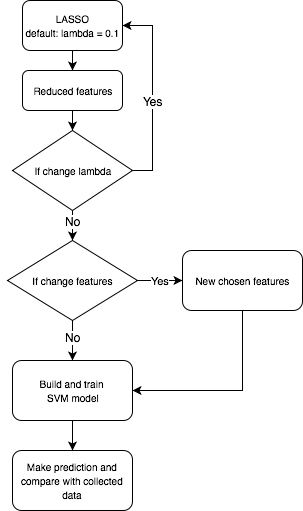 LASSO
default: lambda = 0.1
Reduced features
Yes
If change lambda
No
If change features
Yes
New chosen features
No
Build and train
SVM model
Make prediction and
compare with collected
data